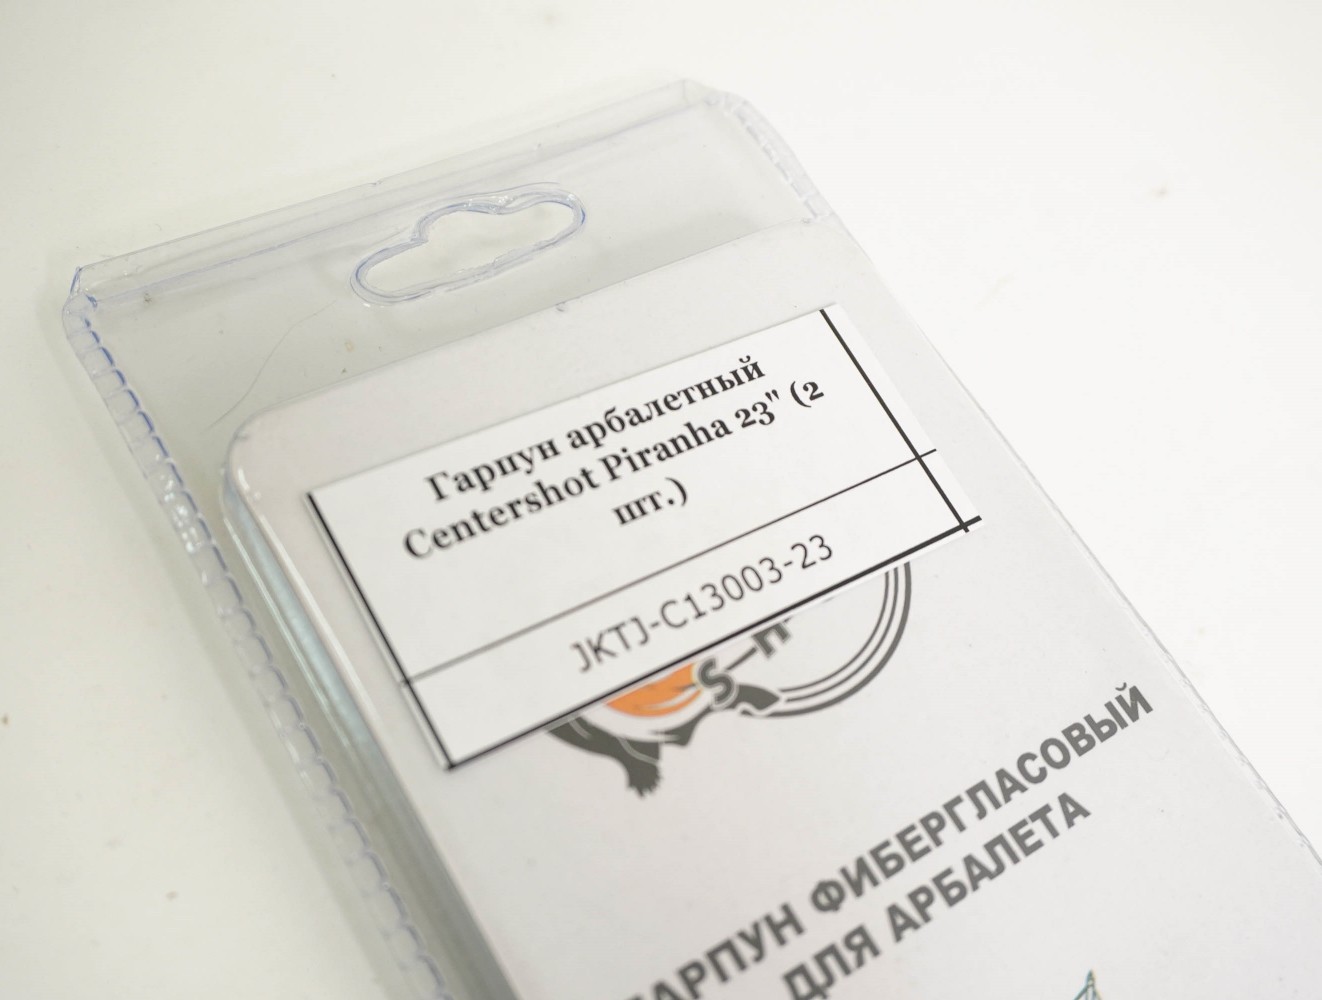 Гарпун арбалетный
Centershot Piranha 23" (2
шт.)
JKTJ-C13003-23
ГАРПУН ФИБЕРГЛАСОВЫЙ
ДЛЯ АРБАЛЕТА